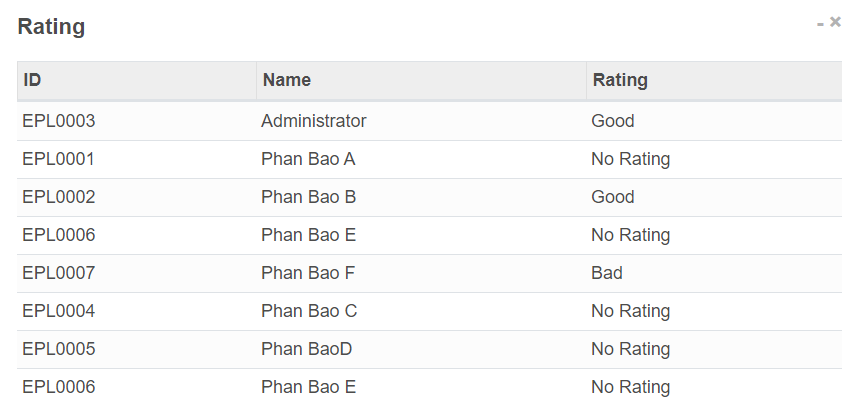 Rating
ID Name Rating
EPL0003 Administrator Good
EPL0001 Phan Bao A No Rating
EPL0002 Phan Bao B Good
EPL0006 Phan Bao E No Rating
EPL0007 Phan Bao F Bad
EPL0004 Phan Bao C No Rating
EPL0005 Phan BaoD No Rating
EPL0006 Phan Bao E No Rating